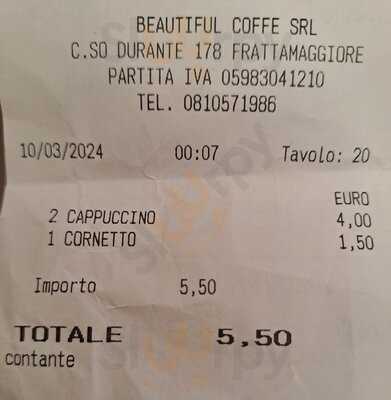 BEAUTIFUL COFFE SRL
C.SO DURANTE 178 FRATTAMAGGIORE
PARTITA IVA 05983041210
TEL. 0810571986
10/03/2024 00:07 Tavolo: 20
EURO
2 CAPPUCCINO 4,00
1 CORNETTO 1,50
Importo 5,50
TOTALE 5,50
contante